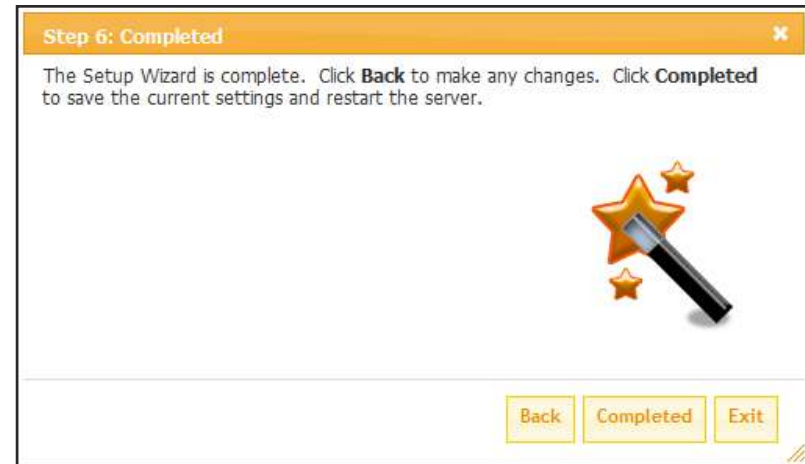 Step 6: Completed
The Setup Wizard is complete. Click Back to make any changes. Click Completed
to save the current settings and restart the server.
Back Completed Exit